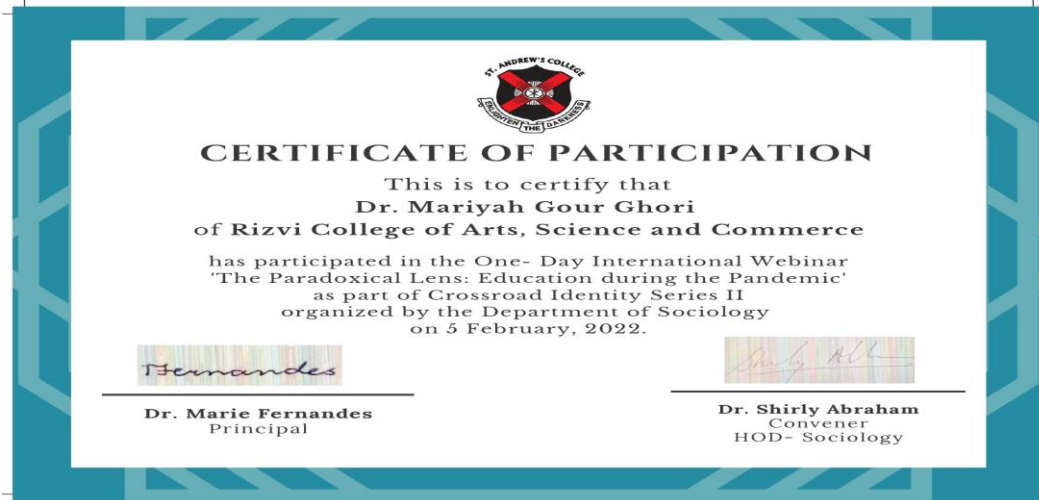 ST. ANDREW'S COLLEGE
ENLIGHTEN THE DARKNESS
CERTIFICATE OF PARTICIPATION
This is to certify that
Dr. Mariyah Gour Ghori
of Rizvi College of Arts, Science and Commerce
has participated in the One- Day International Webinar
'The Paradoxical Lens: Education during the Pandemic'
as part of Crossroad Identity Series II
organized by the Department of Sociology
on 5 February, 2022.
Fernandes
Dr. Marie Fernandes
Principal
Dr. Shirly Abraham
Convener
HOD- Sociology